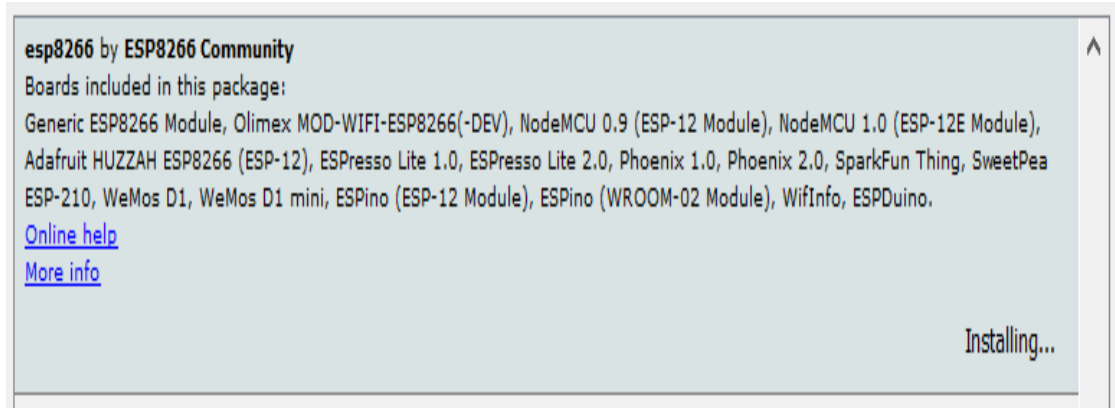 esp8266 by ESP8266 Community
Boards included in this package:
Generic ESP8266 Module, Olimex MOD-WIFI-ESP8266(-DEV), NodeMCU 0.9 (ESP-12 Module), NodeMCU 1.0 (ESP-12E Module),
Adafruit HUZZAH ESP8266 (ESP-12), ESPresso Lite 1.0, ESPresso Lite 2.0, Phoenix 1.0, Phoenix 2.0, SparkFun Thing, SweetPea
ESP-210, WeMos D1, WeMos D1 mini, ESPino (ESP-12 Module), ESPino (WROOM-02 Module), WifInfo, ESPDuino.
Online help
More info
Installing...